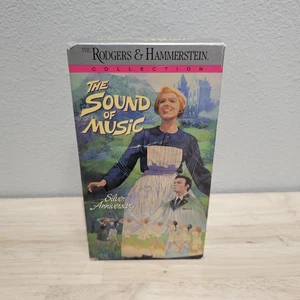 THE RODGERS & HAMMERSTEIN
COLLECTION
THE
SOUND
OF
MUSIC
Silver
Anniversary